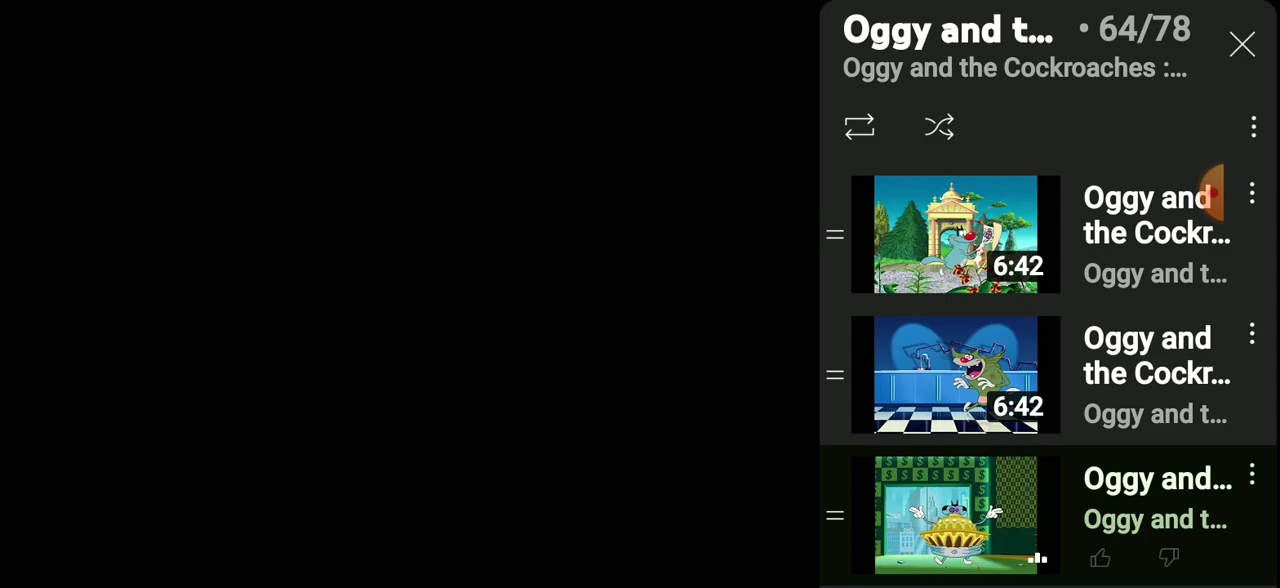 Oggy and t... • 64/78
Oggy and the Cockroaches :...
Oggy and
the Cockr...
Oggy and t...
6:42
Oggy and
the Cockr...
Oggy and t...
6:42
Oggy and...
Oggy and t...
$ $ $ $ $ $
$ $ $ $ $ $